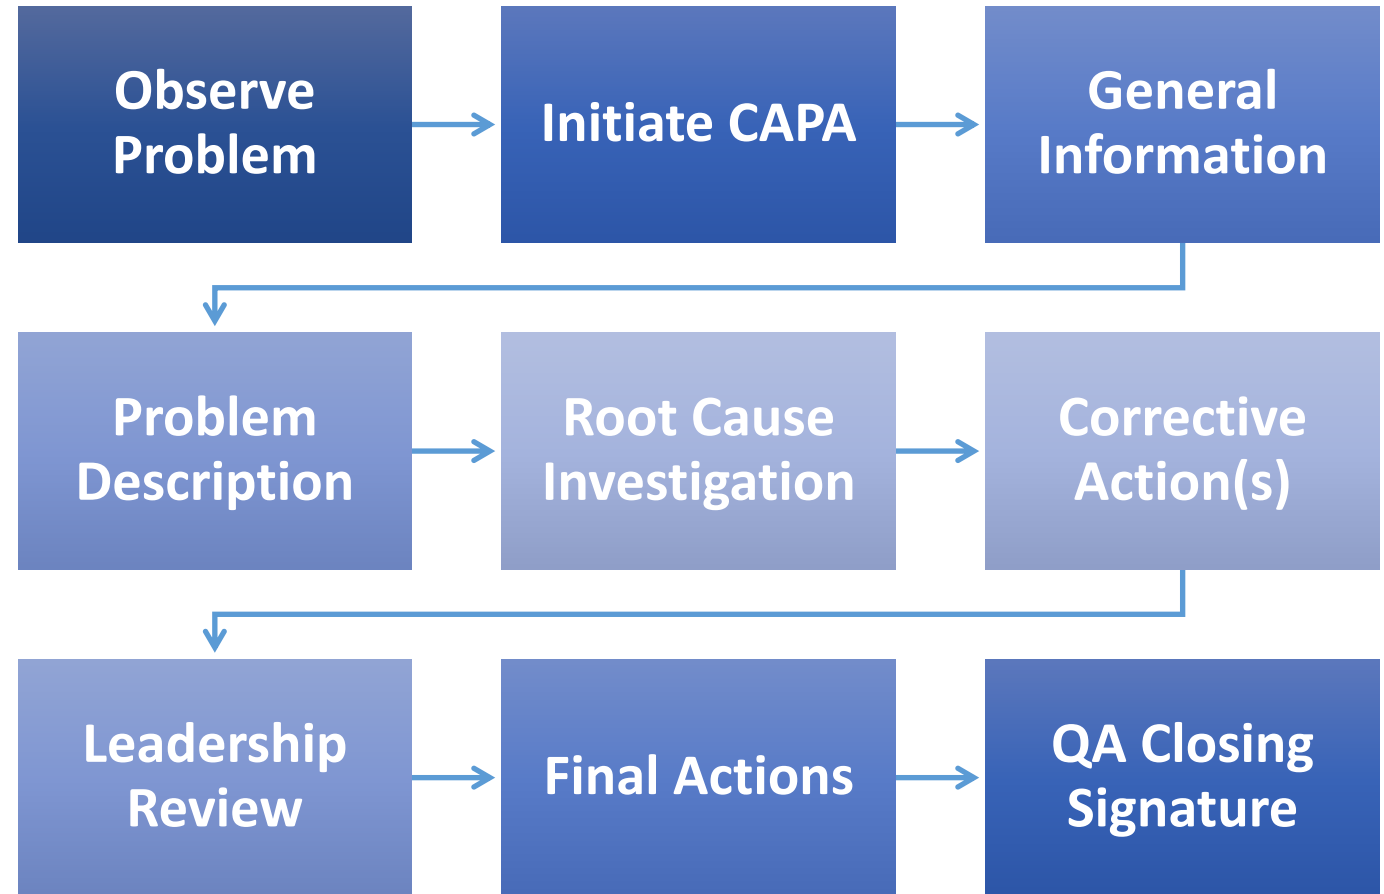 Observe
Problem
Initiate CAPA
General
Information
Problem
Description
Root Cause
Investigation
Corrective
Action(s)
Leadership
Review
Final Actions
QA Closing
Signature